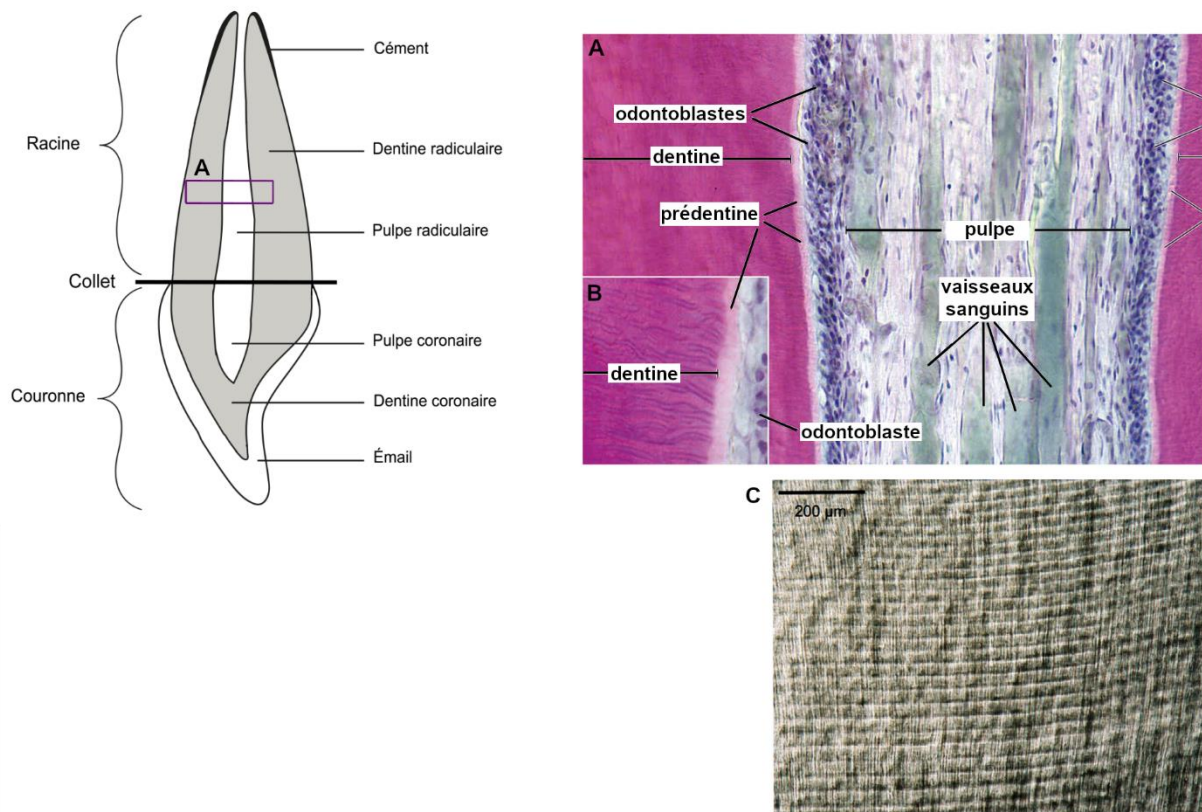 Racine
Collet
Couronne
A
Cément
Dentine radiculaire
Pulpe radiculaire
Pulpe coronaire
Dentine coronaire
Émail
A
odontoblastes
dentine
prédentine
pulpe
vaisseaux
sanguins
B
dentine
odontoblaste
C
200 µm